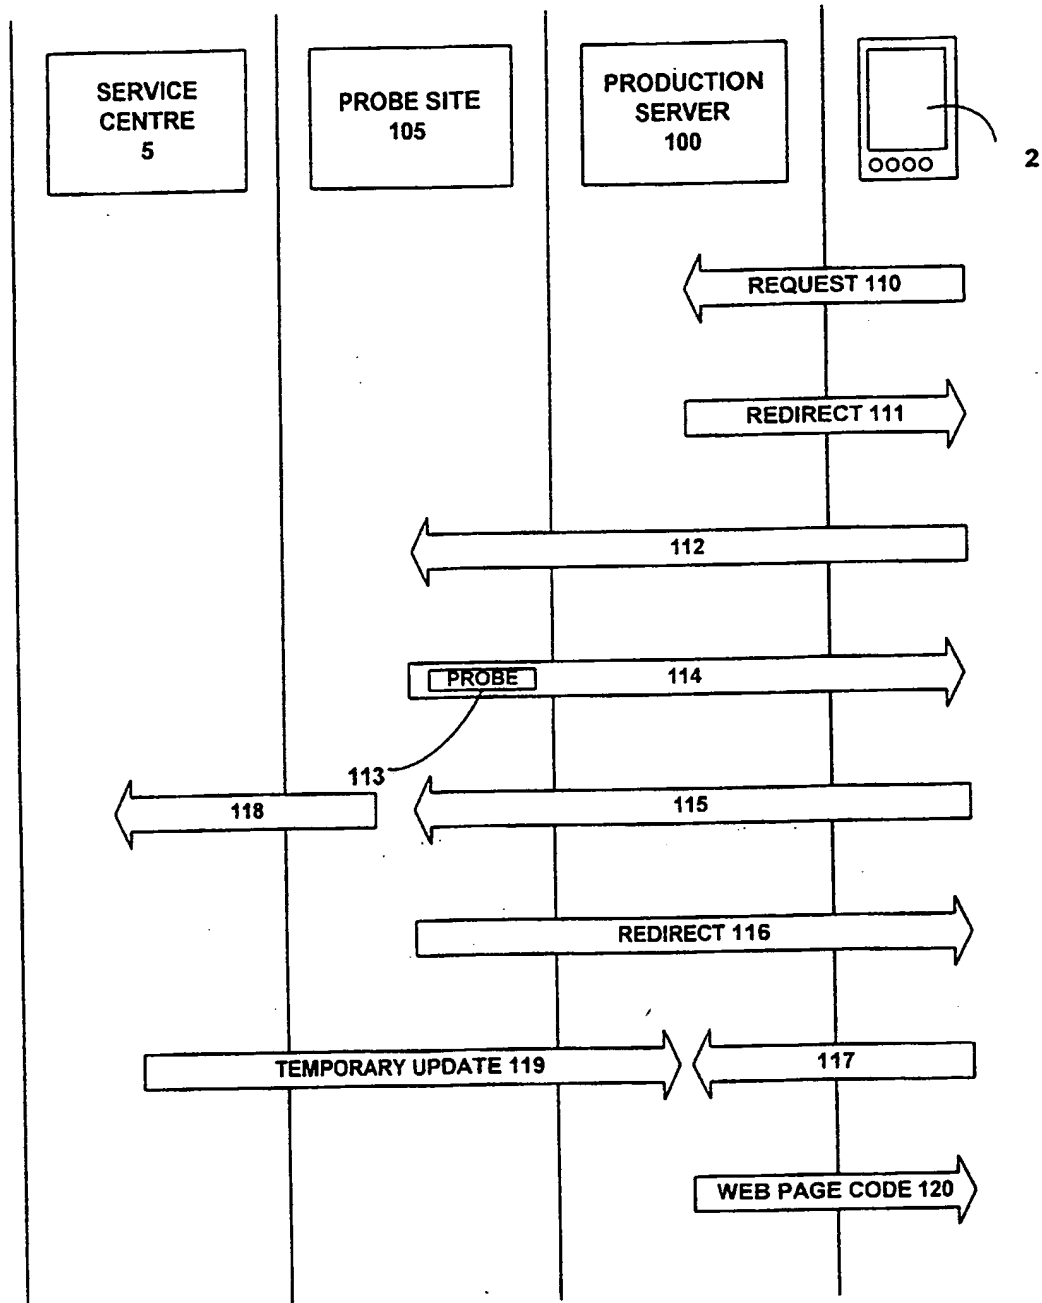 SERVICE
CENTRE
5
PROBE SITE
105
PRODUCTION
SERVER
100
2
REQUEST 110
REDIRECT 111
112
PROBE
114
113
118
115
REDIRECT 116
TEMPORARY UPDATE 119
117
WEB PAGE CODE 120